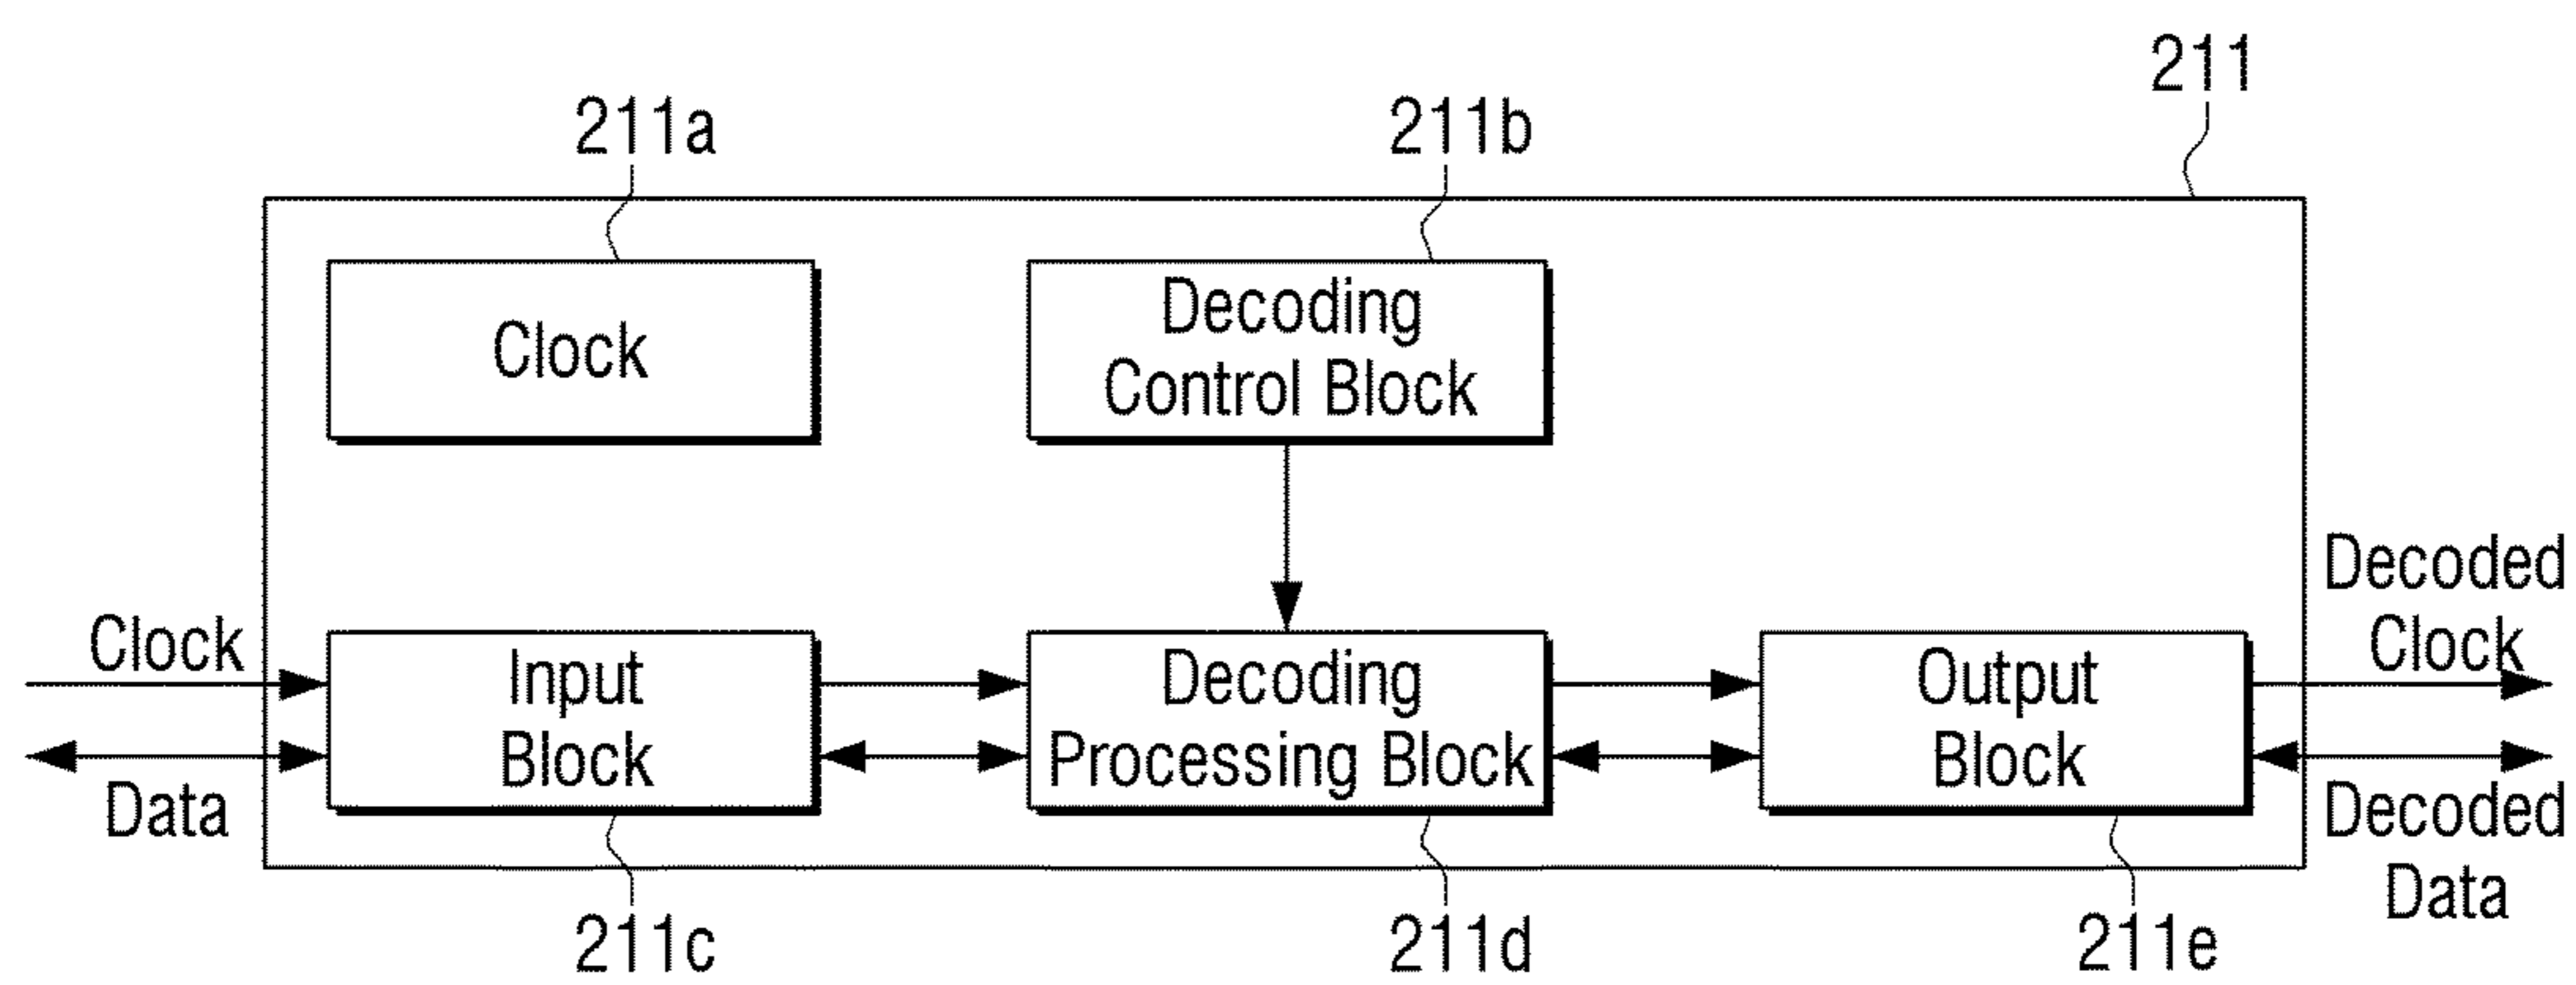 211
211a
211b
Clock
Decoding
Control Block
Clock
Data
Input
Block
Decoding
Processing Block
Output
Block
Decoded
Clock
Decoded
Data
211c
211d
211e